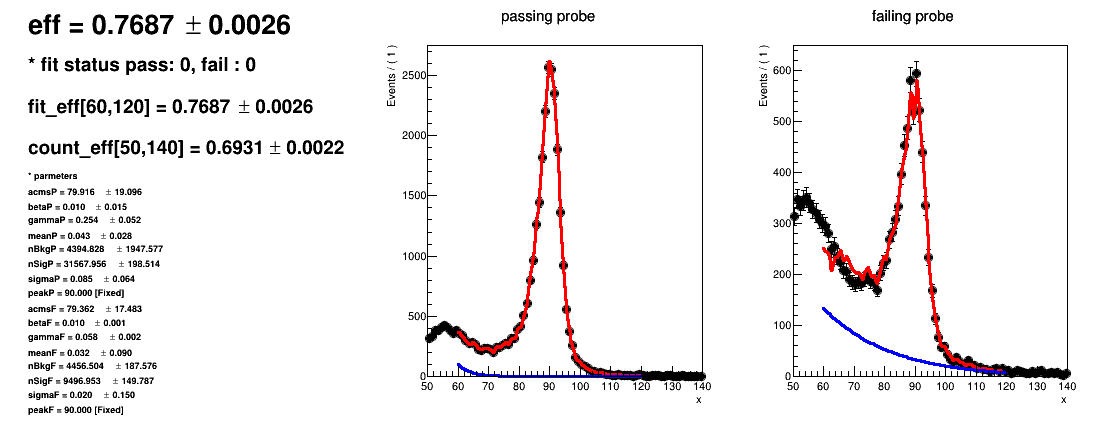 eff = 0.7687 ± 0.0026
* fit status pass: 0, fail : 0
fit_eff[60,120] = 0.7687 ± 0.0026
count_eff[50,140] = 0.6931 ± 0.0022
* parmeters
acmsP = 79.916 ± 19.096
betaP = 0.010 ± 0.015
gammaP = 0.254 ± 0.052
meanP = 0.043 ± 0.028
nBkgP = 4394.828 ± 1947.577
nSigP = 31567.956 ± 198.514
sigmaP = 0.085 ± 0.064
peakP = 90.000 [Fixed]
acmsF = 79.362 ± 17.483
betaF = 0.010 ± 0.001
gammaF = 0.058 ± 0.002
meanF = 0.032 ± 0.090
nBkgF = 4456.504 ± 187.576
nSigF = 9496.953 ± 149.787
sigmaF = 0.020 ± 0.150
peakF = 90.000 [Fixed]
passing probe
Events / ( 1 )
2500
2000
1500
1000
500
0
50 60 70 80 90 100 110 120 130 140
x
failing probe
Events / ( 1 )
600
500
400
300
200
100
0
50 60 70 80 90 100 110 120 130 140
x